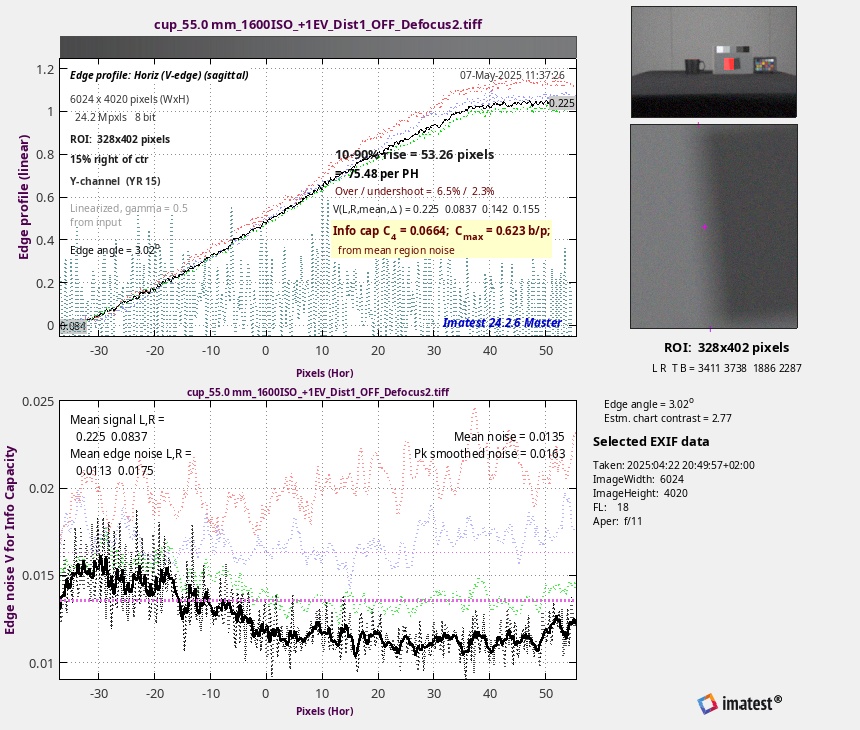 cup_55.0 mm_1600ISO_+1EV_Dist1_OFF_Defocus2.tiff
Edge profile: Horiz (V-edge) (sagittal)
07-May-2025 11:37:26
6024 x 4020 pixels (WxH)
24.2 Mpxls 8 bit
ROI: 328x402 pixels
15% right of ctr
Y-channel (YR 15)
Linearized, gamma = 0.5
from input
Edge angle = 3.02o
10-90% rise = 53.26 pixels
= 75.48 per PH
Over / undershoot = 6.5% / 2.3%
V(L,R,mean,Δ) = 0.225 0.0837 0.142 0.155
Info cap C4 = 0.0664; Cmax = 0.623 b/p;
from mean region noise
Imatest 24.2.6 Master
0.225
0.084
Edge profile (linear)
1.2
1
0.8
0.6
0.4
0.2
0
-30 -20 -10 0 10 20 30 40 50
Pixels (Hor)
ROI: 328x402 pixels
L R T B = 3411 3738 1886 2287
cup_55.0 mm_1600ISO_+1EV_Dist1_OFF_Defocus2.tiff
Mean signal L,R =
0.225 0.0837
Mean edge noise L,R =
0.0113 0.0175
Mean noise = 0.0135
Pk smoothed noise = 0.0163
Edge noise V for Info Capacity
0.025
0.02
0.015
0.01
-30 -20 -10 0 10 20 30 40 50
Pixels (Hor)
Edge angle = 3.02o
Estm. chart contrast = 2.77
Selected EXIF data
Taken: 2025:04:22 20:49:57+02:00
ImageWidth: 6024
ImageHeight: 4020
FL: 18
Aper: f/11
imatest®